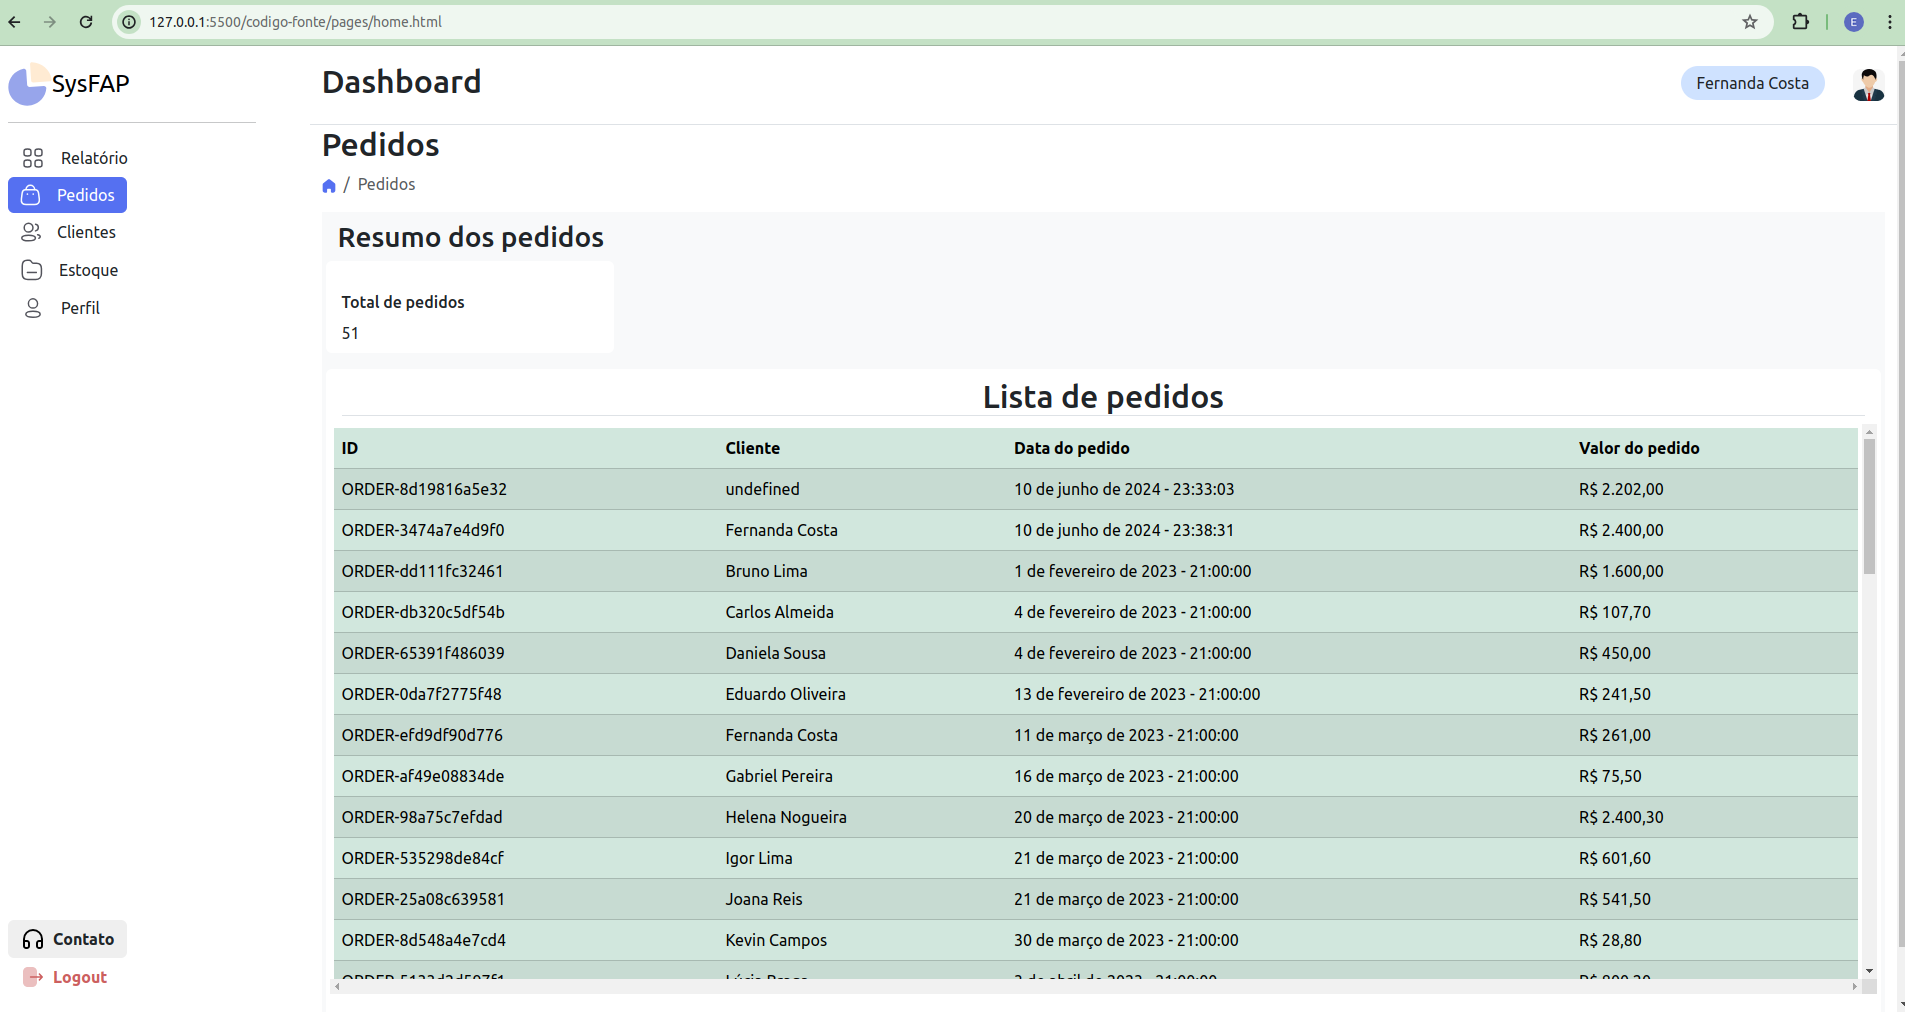 127.0.0.1:5500/codigo-fonte/pages/home.html
E
SysFAP
Dashboard
Fernanda Costa
Relatório
Pedidos
Clientes
Estoque
Perfil
Contato
Logout
Pedidos
/ Pedidos
Resumo dos pedidos
Total de pedidos
51
Lista de pedidos
ID Cliente Data do pedido Valor do pedido
ORDER-8d19816a5e32 undefined 10 de junho de 2024 - 23:33:03 R$ 2.202,00
ORDER-3474a7e4d9f0 Fernanda Costa 10 de junho de 2024 - 23:38:31 R$ 2.400,00
ORDER-dd111fc32461 Bruno Lima 1 de fevereiro de 2023 - 21:00:00 R$ 1.600,00
ORDER-db320c5df54b Carlos Almeida 4 de fevereiro de 2023 - 21:00:00 R$ 107,70
ORDER-65391f486039 Daniela Sousa 4 de fevereiro de 2023 - 21:00:00 R$ 450,00
ORDER-0da7f2775f48 Eduardo Oliveira 13 de fevereiro de 2023 - 21:00:00 R$ 241,50
ORDER-efd9df90d776 Fernanda Costa 11 de março de 2023 - 21:00:00 R$ 261,00
ORDER-af49e08834de Gabriel Pereira 16 de março de 2023 - 21:00:00 R$ 75,50
ORDER-98a75c7efdad Helena Nogueira 20 de março de 2023 - 21:00:00 R$ 2.400,30
ORDER-535298de84cf Igor Lima 21 de março de 2023 - 21:00:00 R$ 601,60
ORDER-25a08c639581 Joana Reis 21 de março de 2023 - 21:00:00 R$ 541,50
ORDER-8d548a4e7cd4 Kevin Campos 30 de março de 2023 - 21:00:00 R$ 28,80